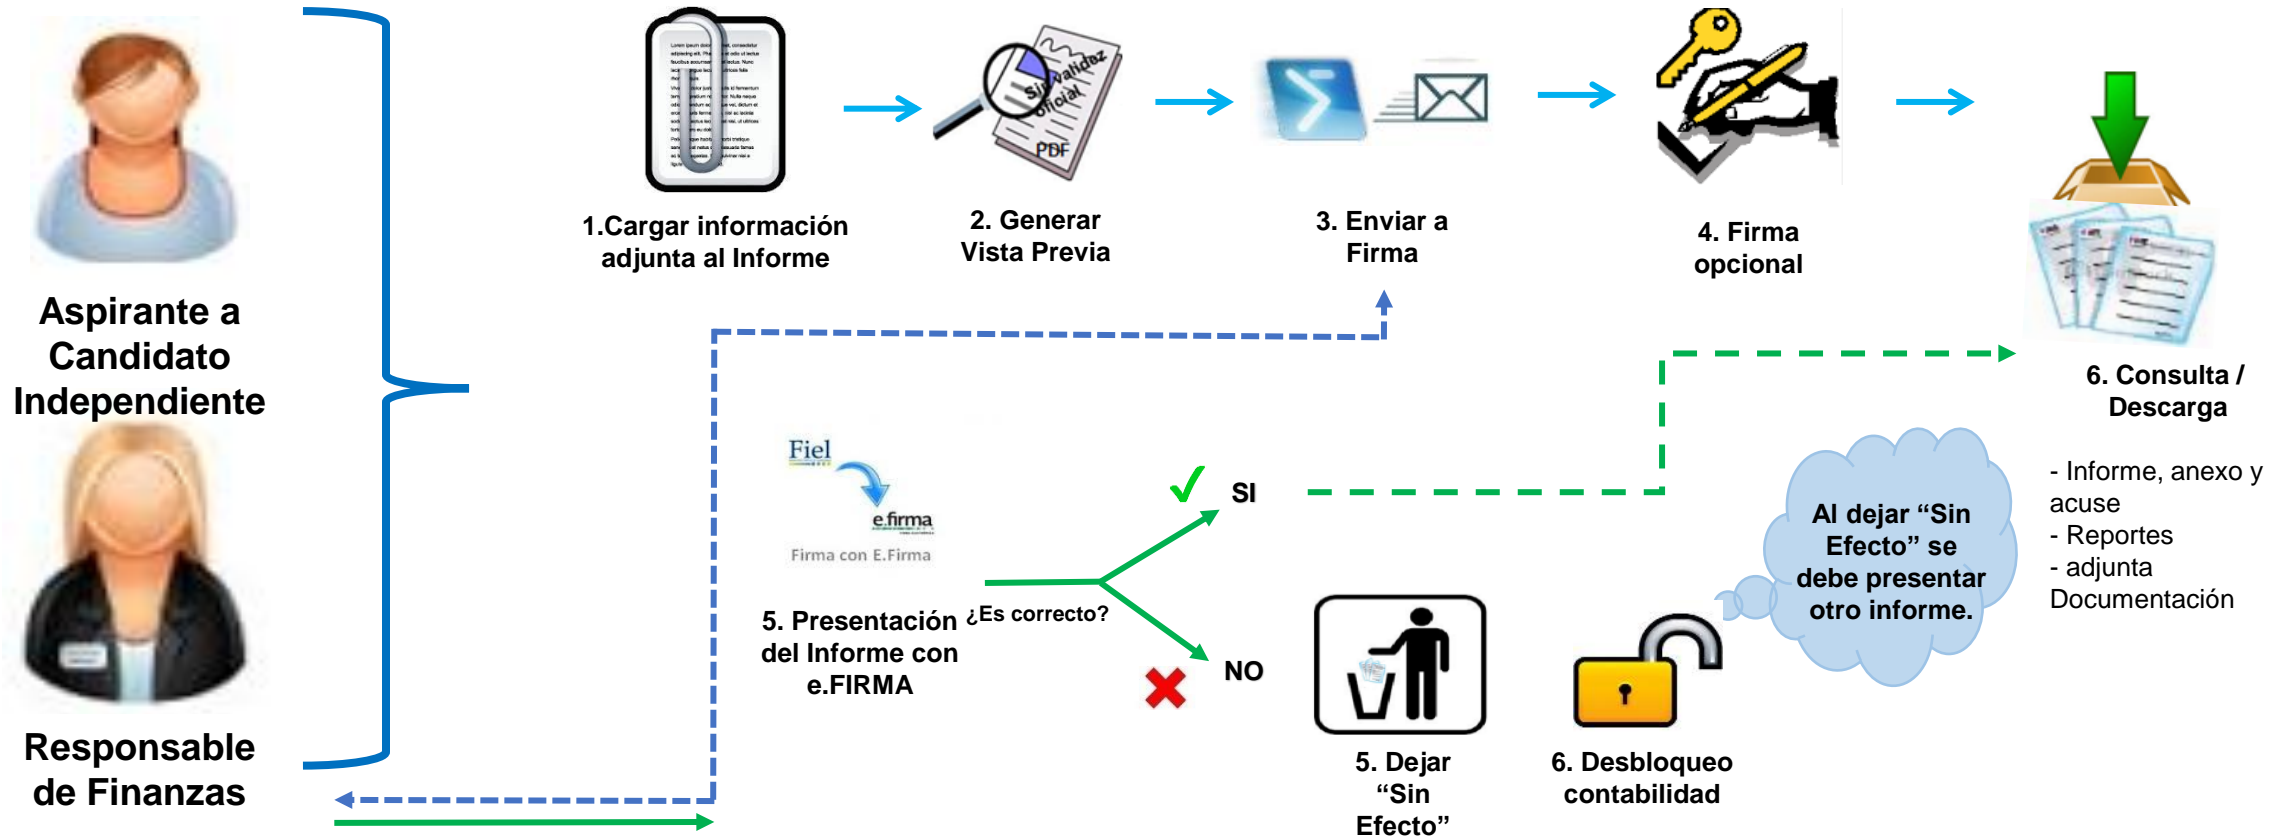 Aspirante a
Candidato
Independiente
Responsable
de Finanzas
Sin validez
oficial
PDF
1.Cargar información
adjunta al Informe
2. Generar
Vista Previa
3. Enviar a
Firma
4. Firma
opcional
6. Consulta /
Descarga
- Informe, anexo y
acuse
- Reportes
- adjunta
Documentación
Fiel
e.firma
Firma con E.Firma
5. Presentación
del Informe con
e.FIRMA
¿Es correcto?
SI
NO
5. Dejar
“Sin
Efecto”
6. Desbloqueo
contabilidad
Al dejar “Sin
Efecto” se
debe presentar
otro informe.